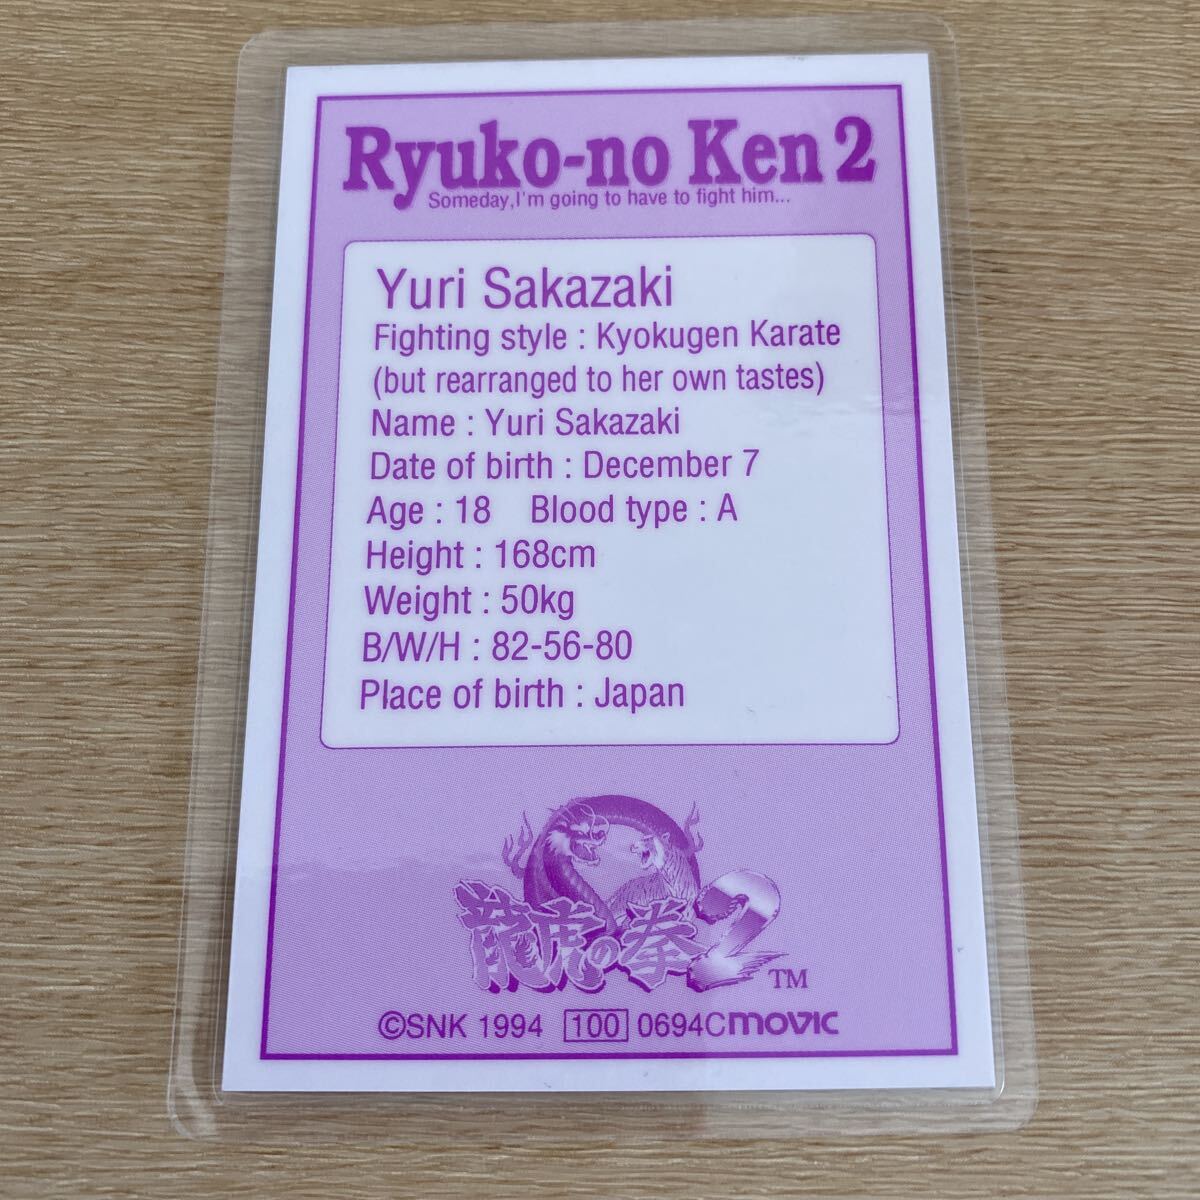 Ryuko-no Ken 2
Someday,I'm going to have to fight him...
Yuri Sakazaki
Fighting style : Kyokugen Karate
(but rearranged to her own tastes)
Name : Yuri Sakazaki
Date of birth : December 7
Age : 18 Blood type : A
Height : 168cm
Weight : 50kg
B/W/H : 82-56-80
Place of birth : Japan
龍虎の拳2 TM
©SNK 1994 100 0694C movic